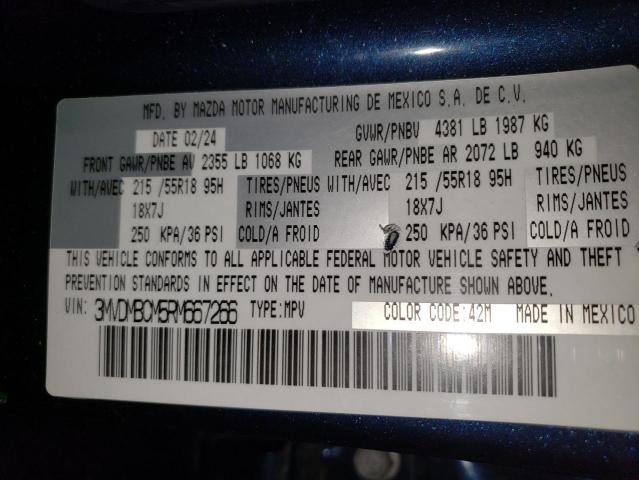 MFD. BY MAZDA MOTOR MANUFACTURING DE MEXICO S.A. DE C.V.
DATE 02/24 GVWR/PNBV 4381 LB 1987 KG
FRONT GAWR/PNBE AV 2355 LB 1068 KG REAR GAWR/PNBE AR 2072 LB 940 KG
WITH/AVEC 215 /55R18 95H TIRES/PNEUS WITH/AVEC 215 /55R18 95H TIRES/PNEUS
18X7J RIMS/JANTES 18X7J RIMS/JANTES
250 KPA/36 PSI COLD/A FROID 250 KPA/36 PSI COLD/A FROID
THIS VEHICLE CONFORMS TO ALL APPLICABLE FEDERAL MOTOR VEHICLE SAFETY AND THEFT
PREVENTION STANDARDS IN EFFECT ON THE DATE OF MANUFACTURE SHOWN ABOVE.
VIN: 3MVDMBCM5RM667266 TYPE:MPV COLOR CODE:42M MADE IN MEXICO